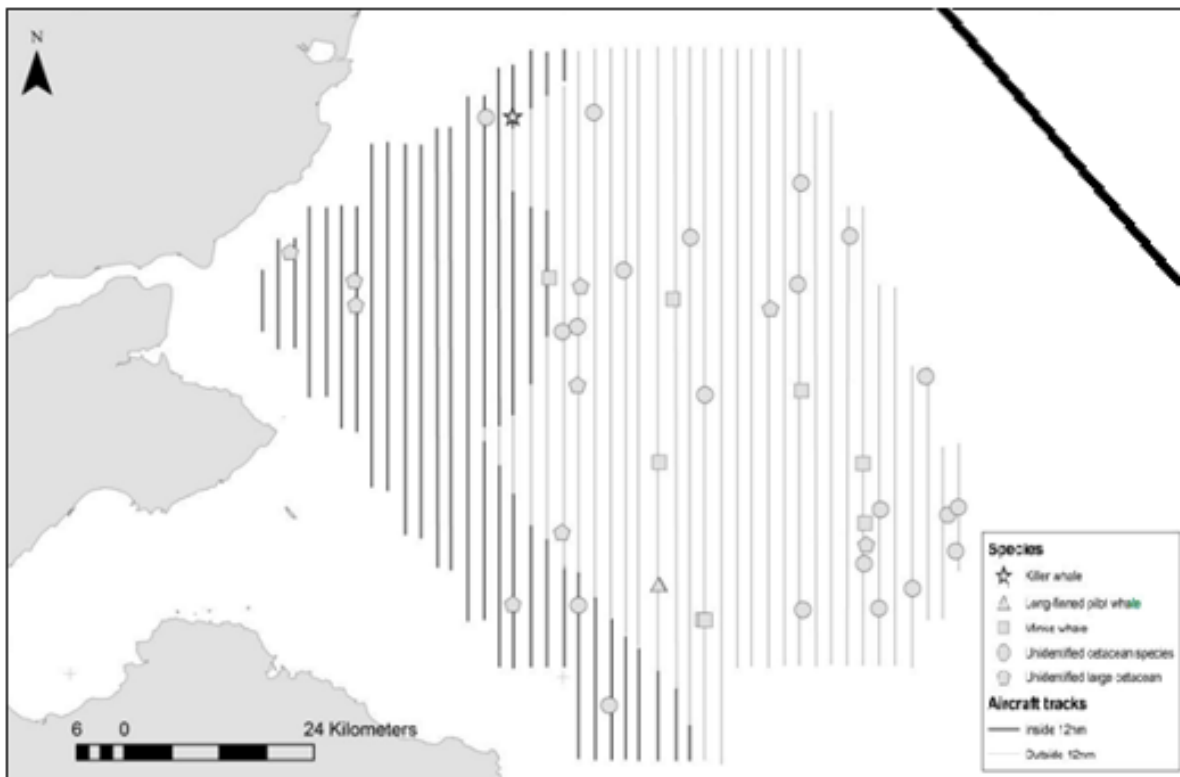 N
6 0 24 Kilometers
Species
Killer whale
Long-finned pilot whale
Minke whale
Unidentified cetacean species
Unidentified large cetacean
Aircraft tracks
Inside 12nm
Outside 12nm